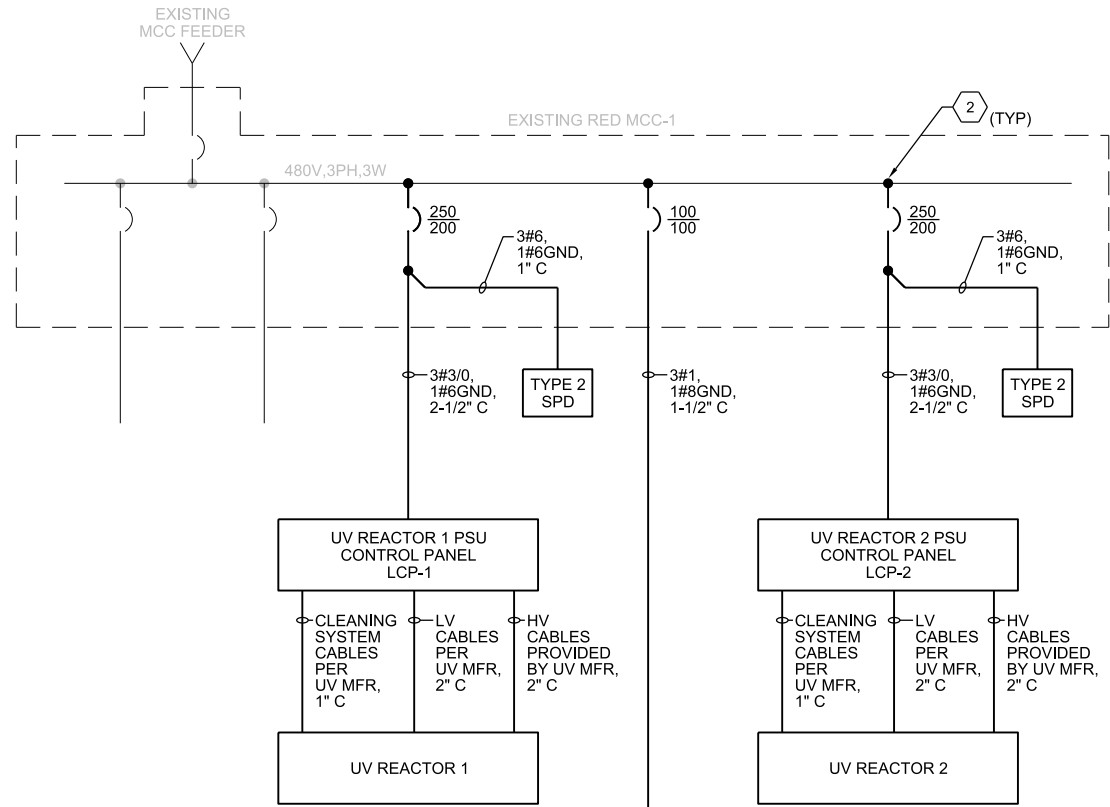 EXISTING
MCC FEEDER
EXISTING RED MCC-1
2
(TYP)
480V,3PH,3W
250
200
3#6,
1#6GND,
1" C
100
100
250
200
3#6,
1#6GND,
1" C
3#3/0,
1#6GND,
2-1/2" C
TYPE 2
SPD
3#1,
1#8GND,
1-1/2" C
3#3/0,
1#6GND,
2-1/2" C
TYPE 2
SPD
UV REACTOR 1 PSU
CONTROL PANEL
LCP-1
UV REACTOR 2 PSU
CONTROL PANEL
LCP-2
CLEANING
SYSTEM
CABLES
PER
UV MFR,
1" C
LV
CABLES
PER
UV MFR,
2" C
HV
CABLES
PROVIDED
BY UV MFR,
2" C
CLEANING
SYSTEM
CABLES
PER
UV MFR,
1" C
LV
CABLES
PER
UV MFR,
2" C
HV
CABLES
PROVIDED
BY UV MFR,
2" C
UV REACTOR 1
UV REACTOR 2